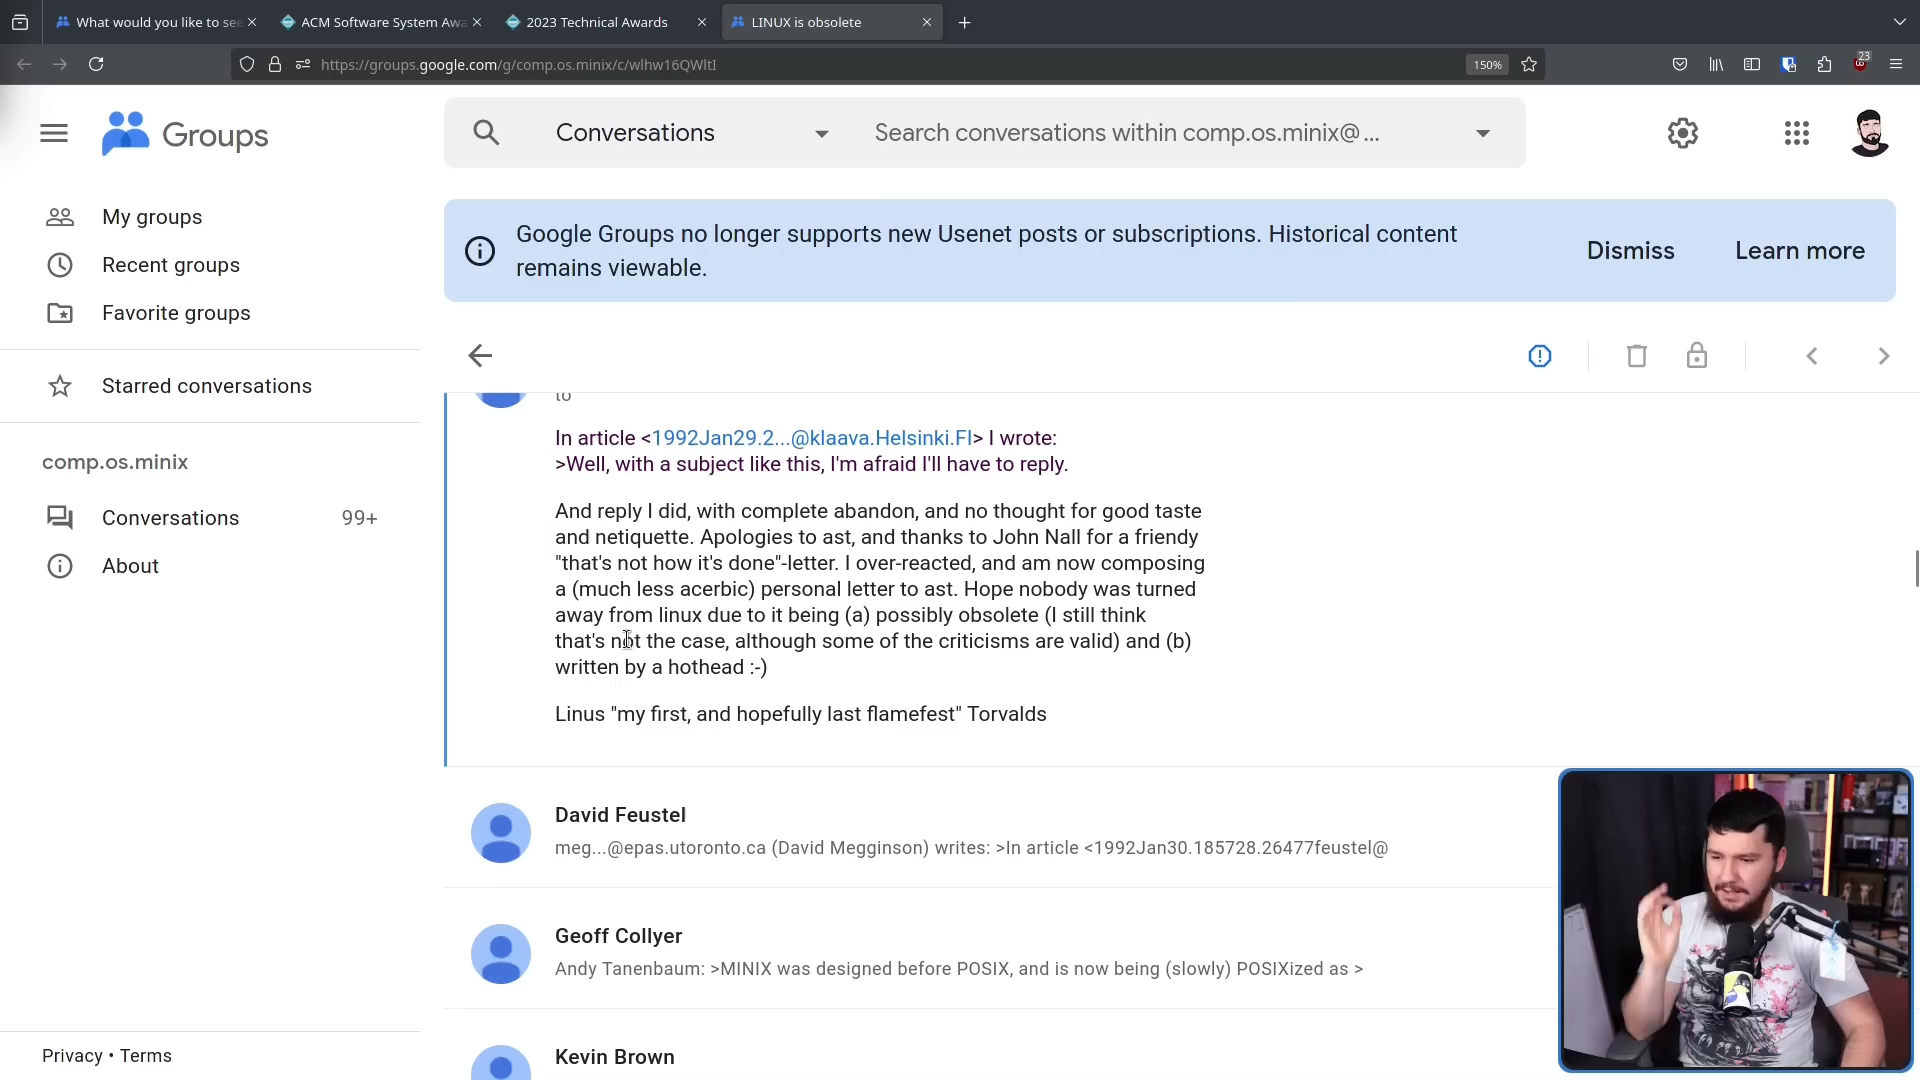 What would you like to see
ACM Software System Awa
2023 Technical Awards
LINUX is obsolete
https://groups.google.com/g/comp.os.minix/c/wlhw16QWltI
150%
23
Groups
Conversations
Search conversations within comp.os.minix@...
My groups
Recent groups
Favorite groups
Starred conversations
comp.os.minix
Conversations
99+
About
Privacy • Terms
Google Groups no longer supports new Usenet posts or subscriptions. Historical content
remains viewable.
Dismiss
Learn more
to
In article <1992Jan29.2...@klaava.Helsinki.FI> I wrote:
>Well, with a subject like this, I'm afraid I'll have to reply.
And reply I did, with complete abandon, and no thought for good taste
and netiquette. Apologies to ast, and thanks to John Nall for a friendy
"that's not how it's done"-letter. I over-reacted, and am now composing
a (much less acerbic) personal letter to ast. Hope nobody was turned
away from linux due to it being (a) possibly obsolete (I still think
that's not the case, although some of the criticisms are valid) and (b)
written by a hothead :-)
Linus "my first, and hopefully last flamefest" Torvalds
David Feustel
meg...@epas.utoronto.ca (David Megginson) writes: >In article <1992Jan30.185728.26477feustel@
Geoff Collyer
Andy Tanenbaum: >MINIX was designed before POSIX, and is now being (slowly) POSIXized as >
Kevin Brown